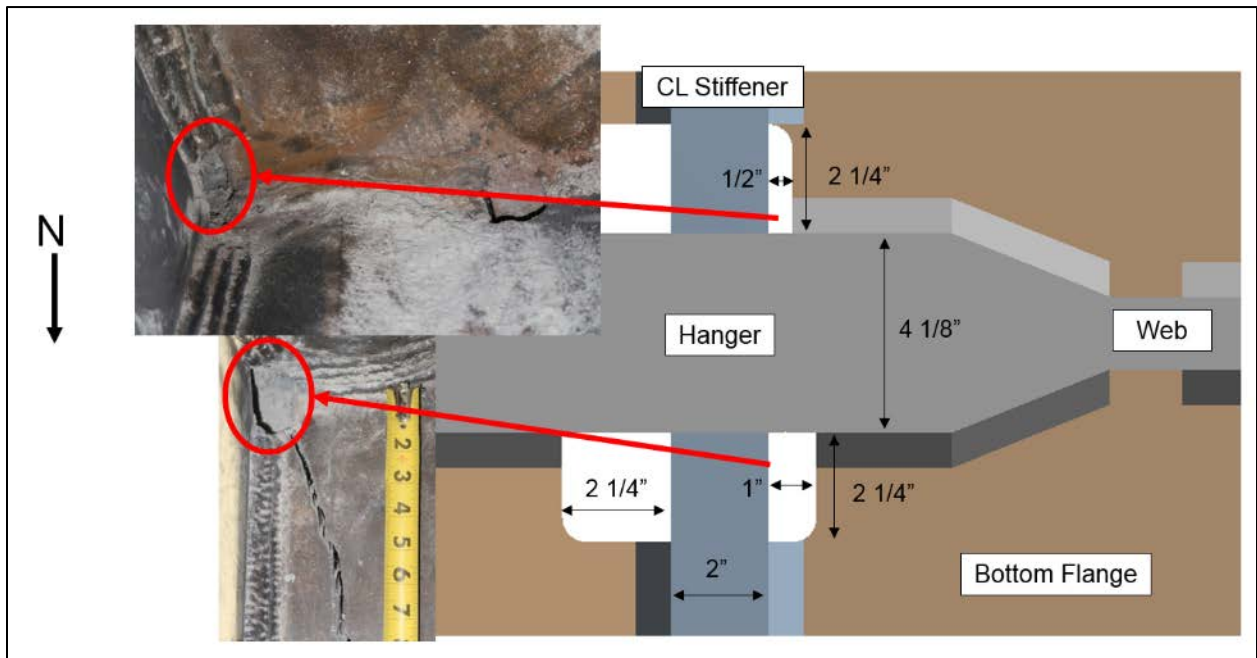 CL Stiffener
1/2”
2 1/4”
N
Hanger
4 1/8”
Web
2 1/4”
1”
2 1/4”
2”
Bottom Flange
2
3
4
5
6
7